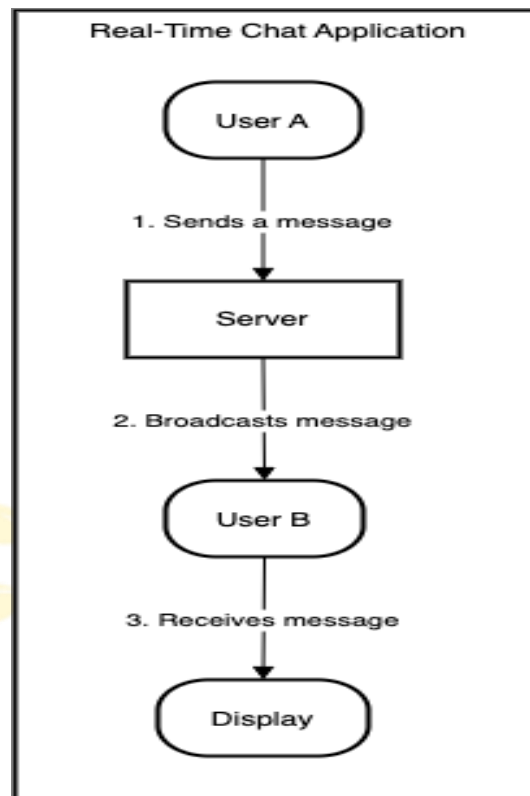 Real-Time Chat Application
User A
1. Sends a message
Server
2. Broadcasts message
User B
3. Receives message
Display